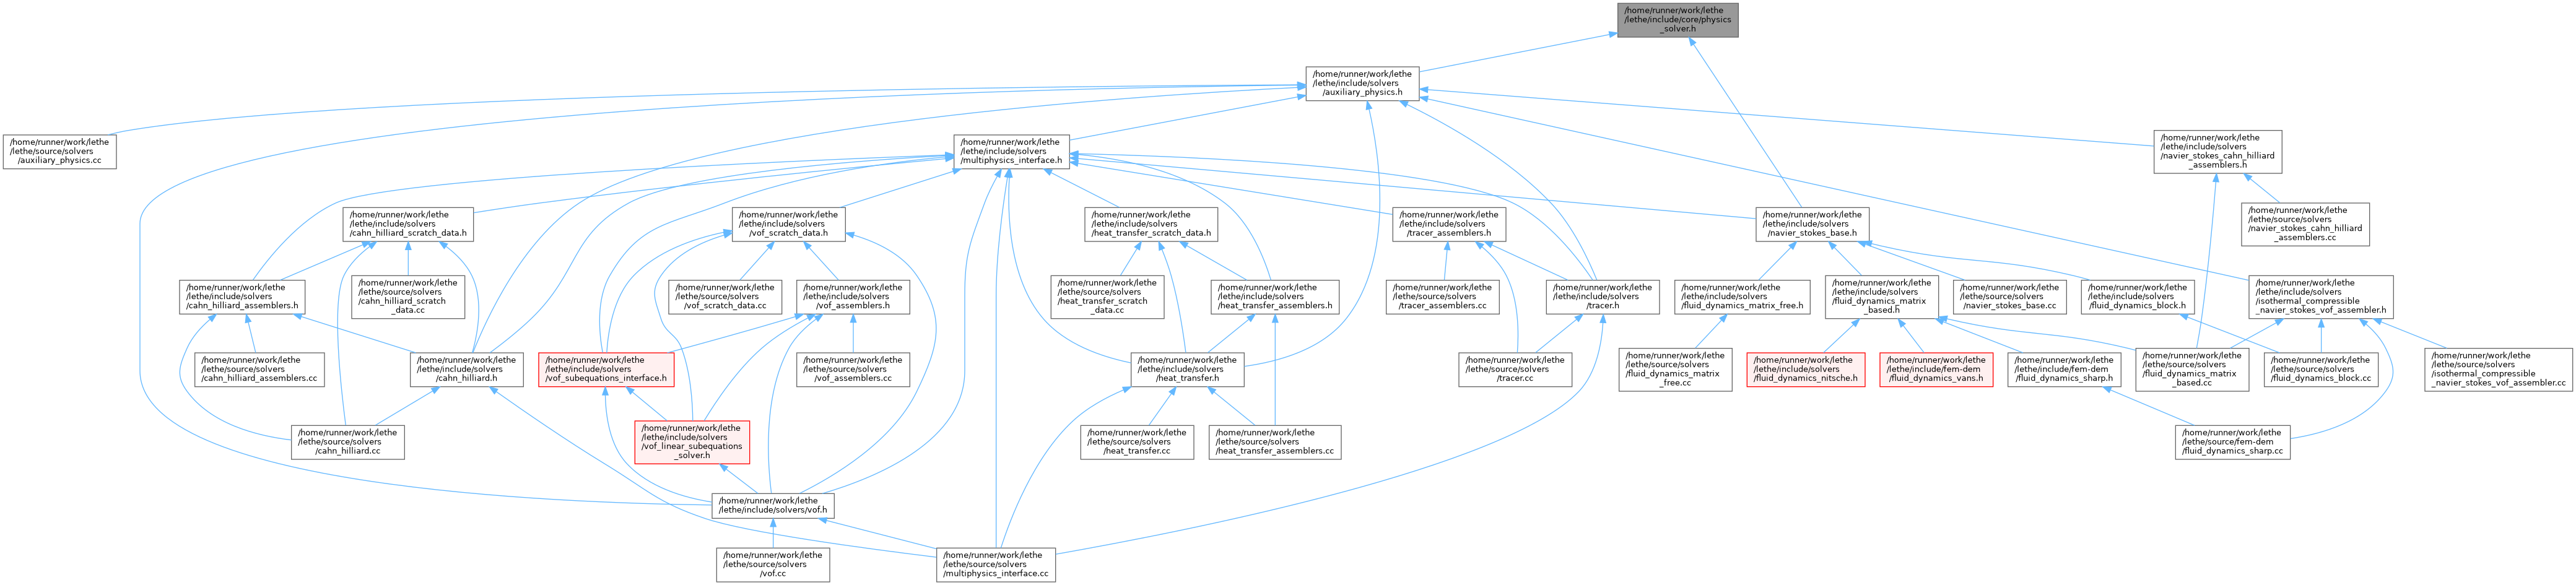 /home/runner/work/lethe
/lethe/include/core/physics
_solver.h
/home/runner/work/lethe
/lethe/include/solvers
/auxiliary_physics.h
/home/runner/work/lethe
/lethe/source/solvers
/auxiliary_physics.cc
/home/runner/work/lethe
/lethe/include/solvers
/multiphysics_interface.h
/home/runner/work/lethe
/lethe/include/solvers
/navier_stokes_cahn_hilliard
_assemblers.h
/home/runner/work/lethe
/lethe/include/solvers
/cahn_hilliard_scratch_data.h
/home/runner/work/lethe
/lethe/include/solvers
/vof_scratch_data.h
/home/runner/work/lethe
/lethe/include/solvers
/heat_transfer_scratch_data.h
/home/runner/work/lethe
/lethe/include/solvers
/tracer_assemblers.h
/home/runner/work/lethe
/lethe/include/solvers
/navier_stokes_base.h
/home/runner/work/lethe
/lethe/source/solvers
/navier_stokes_cahn_hilliard
_assemblers.cc
/home/runner/work/lethe
/lethe/include/solvers
/cahn_hilliard_assemblers.h
/home/runner/work/lethe
/lethe/source/solvers
/cahn_hilliard_scratch
_data.cc
/home/runner/work/lethe
/lethe/source/solvers
/vof_scratch_data.cc
/home/runner/work/lethe
/lethe/include/solvers
/vof_assemblers.h
/home/runner/work/lethe
/lethe/source/solvers
/heat_transfer_scratch
_data.cc
/home/runner/work/lethe
/lethe/include/solvers
/heat_transfer_assemblers.h
/home/runner/work/lethe
/lethe/source/solvers
/tracer_assemblers.cc
/home/runner/work/lethe
/lethe/include/solvers
/tracer.h
/home/runner/work/lethe
/lethe/include/solvers
/fluid_dynamics_matrix_free.h
/home/runner/work/lethe
/lethe/include/solvers
/fluid_dynamics_matrix
_based.h
/home/runner/work/lethe
/lethe/source/solvers
/navier_stokes_base.cc
/home/runner/work/lethe
/lethe/include/solvers
/fluid_dynamics_block.h
/home/runner/work/lethe
/lethe/include/solvers
/isothermal_compressible
_navier_stokes_vof_assembler.h
/home/runner/work/lethe
/lethe/source/solvers
/cahn_hilliard_assemblers.cc
/home/runner/work/lethe
/lethe/include/solvers
/cahn_hilliard.h
/home/runner/work/lethe
/lethe/include/solvers
/vof_subequations_interface.h
/home/runner/work/lethe
/lethe/source/solvers
/vof_assemblers.cc
/home/runner/work/lethe
/lethe/include/solvers
/heat_transfer.h
/home/runner/work/lethe
/lethe/source/solvers
/tracer.cc
/home/runner/work/lethe
/lethe/source/solvers
/fluid_dynamics_matrix
_free.cc
/home/runner/work/lethe
/lethe/include/solvers
/fluid_dynamics_nitsche.h
/home/runner/work/lethe
/lethe/include/fem-dem
/fluid_dynamics_vans.h
/home/runner/work/lethe
/lethe/include/fem-dem
/fluid_dynamics_sharp.h
/home/runner/work/lethe
/lethe/source/solvers
/fluid_dynamics_matrix
_based.cc
/home/runner/work/lethe
/lethe/source/solvers
/fluid_dynamics_block.cc
/home/runner/work/lethe
/lethe/source/solvers
/isothermal_compressible
_navier_stokes_vof_assembler.cc
/home/runner/work/lethe
/lethe/source/solvers
/cahn_hilliard.cc
/home/runner/work/lethe
/lethe/include/solvers
/vof_linear_subequations
_solver.h
/home/runner/work/lethe
/lethe/source/solvers
/heat_transfer.cc
/home/runner/work/lethe
/lethe/source/solvers
/heat_transfer_assemblers.cc
/home/runner/work/lethe
/lethe/source/fem-dem
/fluid_dynamics_sharp.cc
/home/runner/work/lethe
/lethe/include/solvers/vof.h
/home/runner/work/lethe
/lethe/source/solvers
/vof.cc
/home/runner/work/lethe
/lethe/source/solvers
/multiphysics_interface.cc